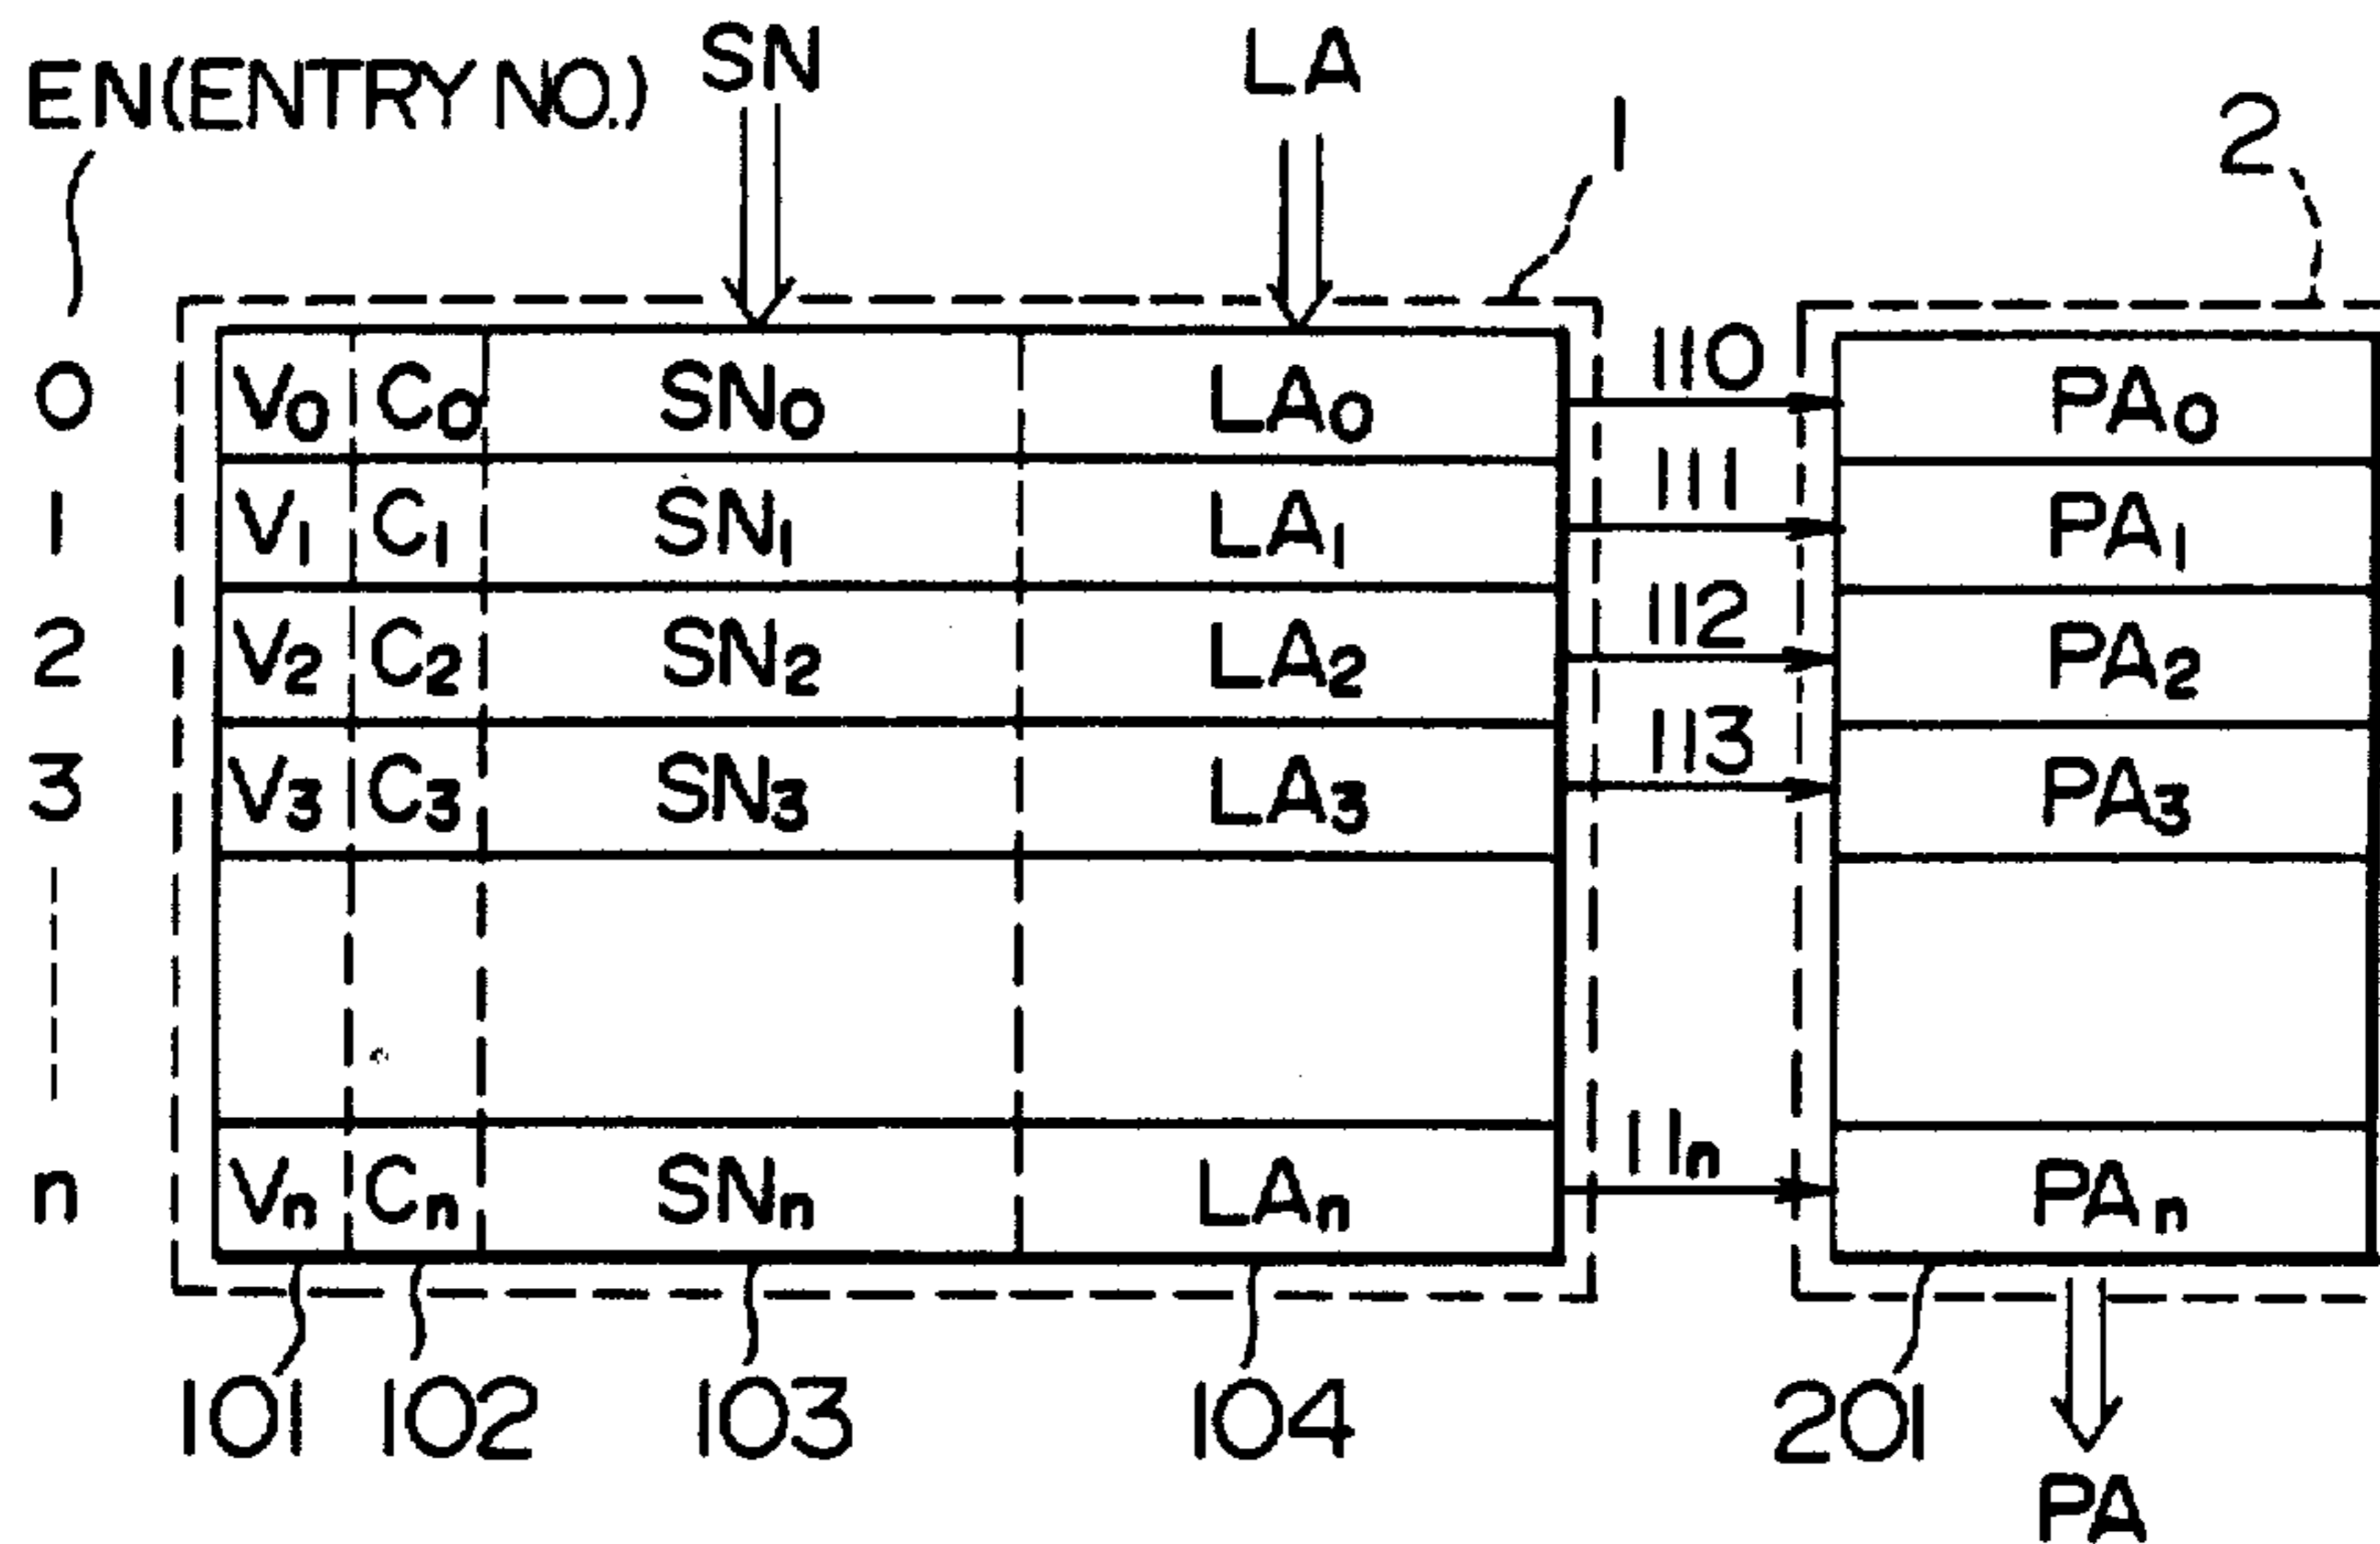 EN(ENTRY NO.) SN LA 1 2
0 V0 C0 SN0 LA0 110 PA0
1 V1 C1 SN1 LA1 111 PA1
2 V2 C2 SN2 LA2 112 PA2
3 V3 C3 SN3 LA3 113 PA3
n Vn Cn SNn LAn 11n PAn
101 102 103 104 201
PA